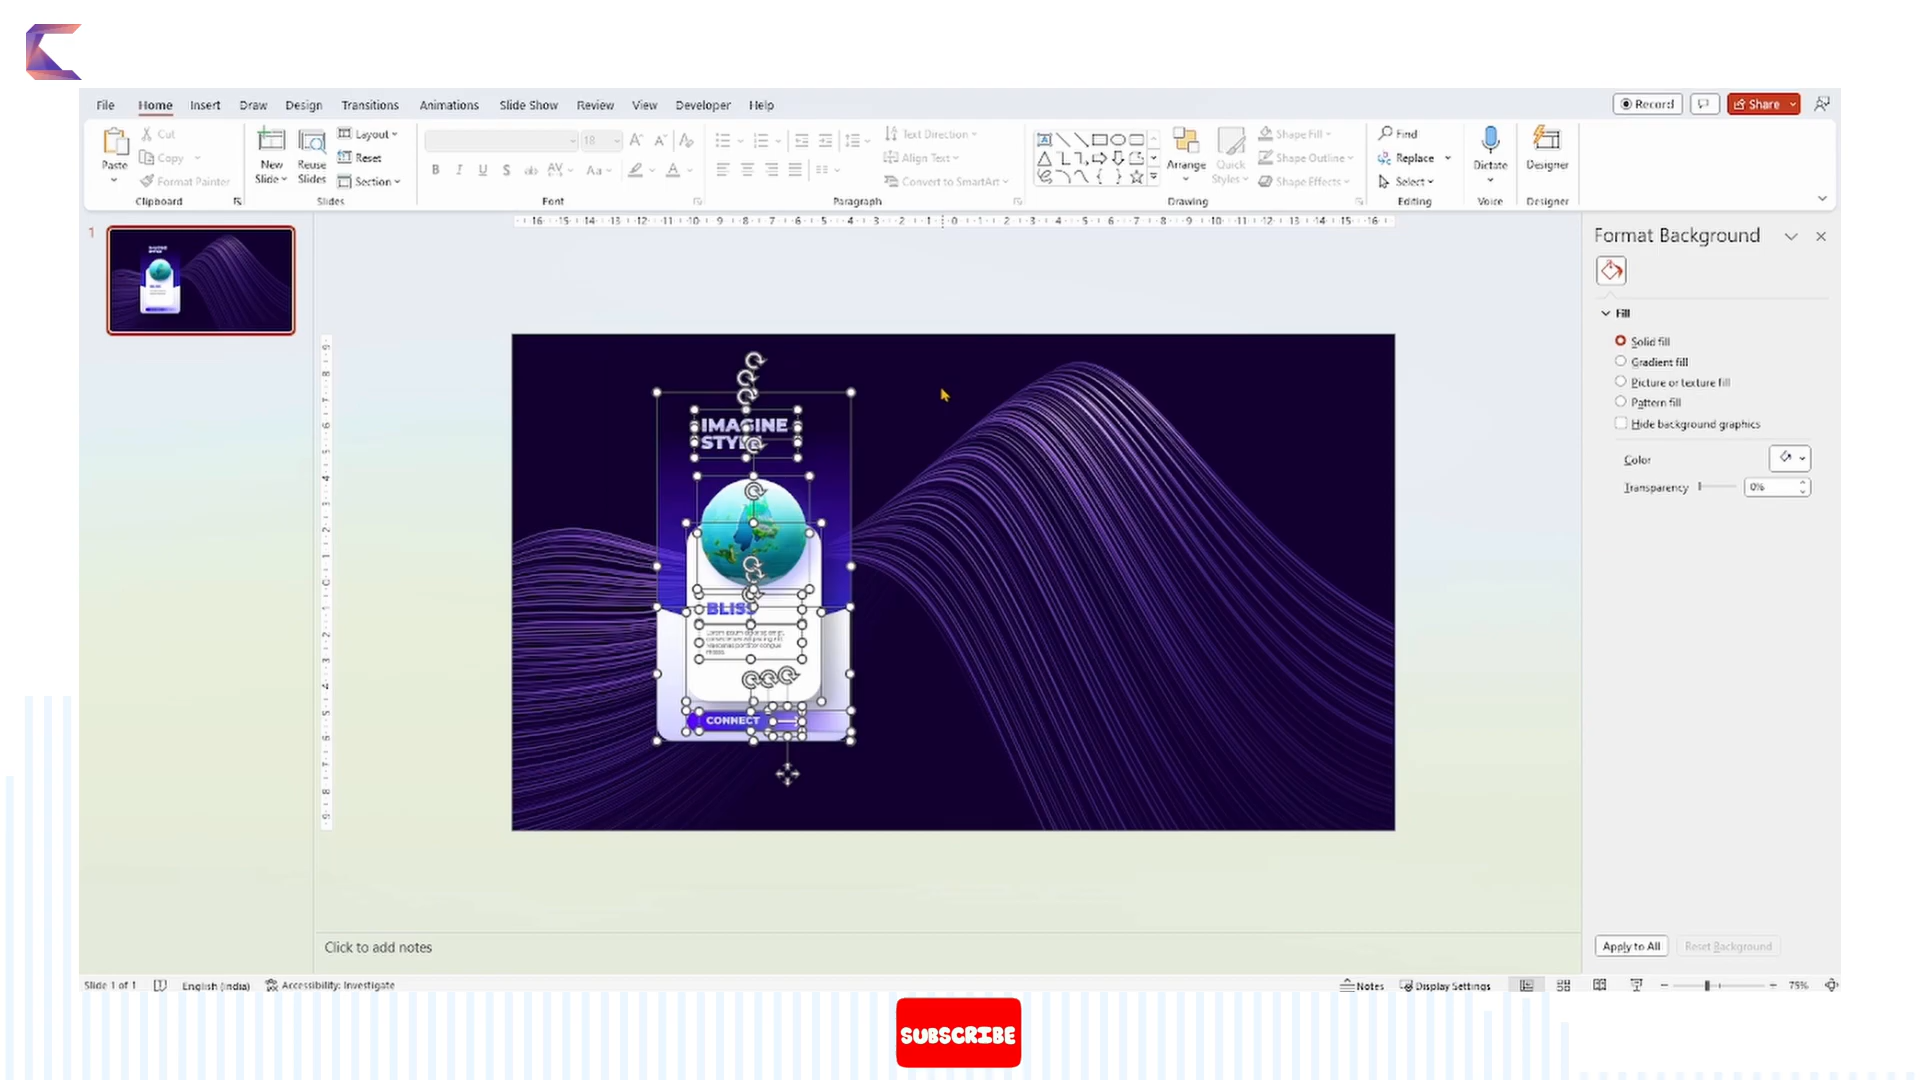 File Home Insert Draw Design Transitions Animations Slide Show Review View Developer Help
Record
Share
Paste
Cut
Copy
Format Painter
Clipboard
New Slide
Reuse Slides
Layout
Reset
Section
Slides
18
B I U S ab AV Aa A
Font
Text Direction
Align Text
Convert to SmartArt
Paragraph
Arrange
Quick Styles
Shape Fill
Shape Outline
Shape Effects
Drawing
Find
Replace
Select
Editing
Dictate
Voice
Designer
Designer
1
Format Background
Fill
Solid fill
Gradient fill
Picture or texture fill
Pattern fill
Hide background graphics
Color
Transparency
0%
IMAGINE
STYLE
BLISS
CONNECT
Click to add notes
Apply to All
Reset Background
Slide 1 of 1
English (India)
Accessibility: Investigate
Notes
Display Settings
75%
SUBSCRIBE